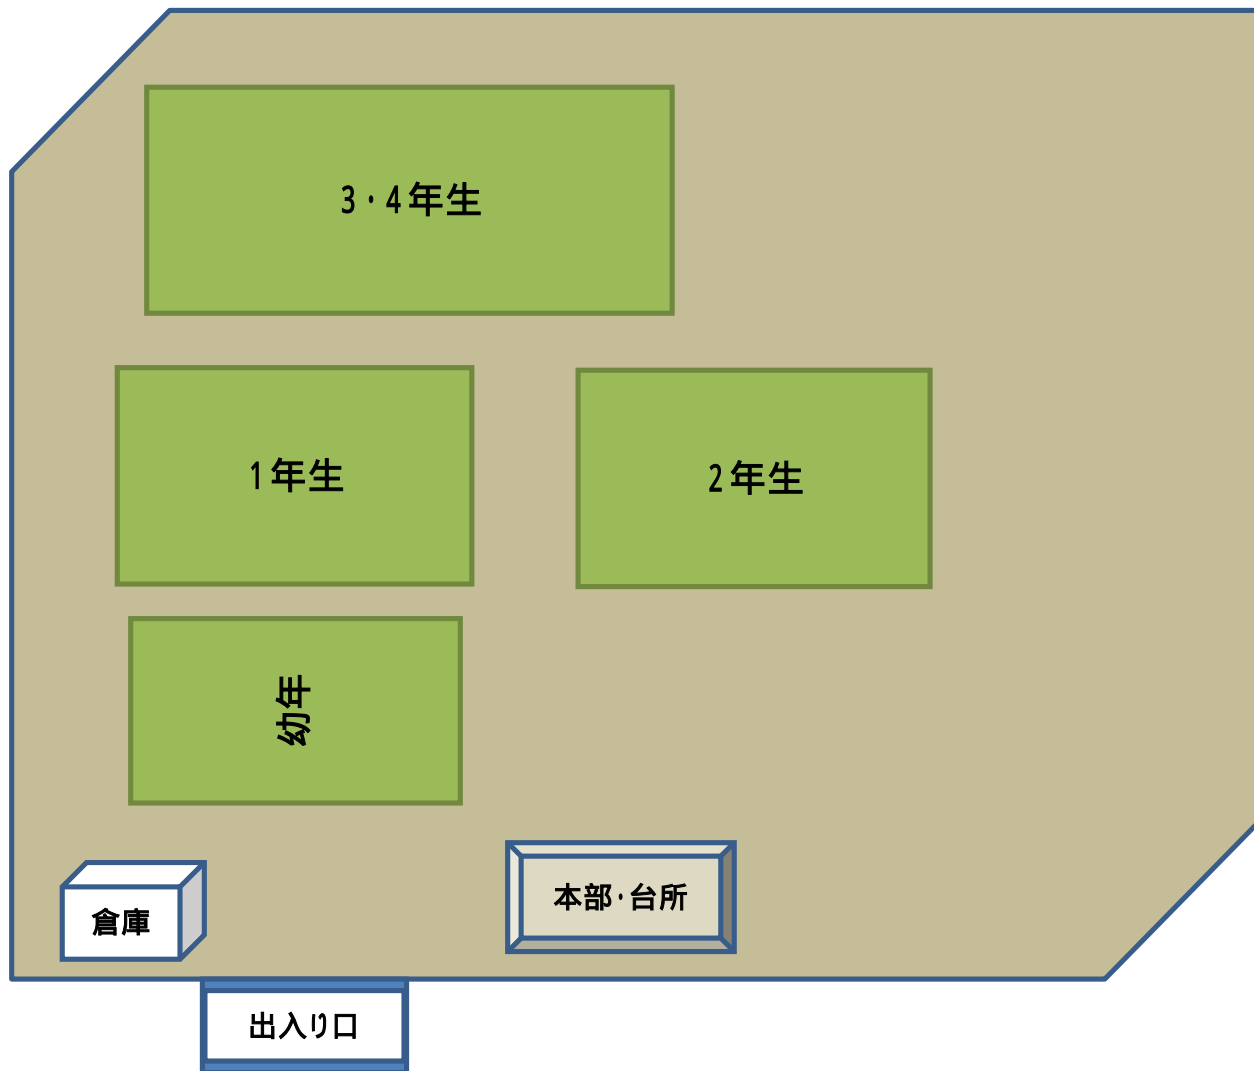 3・4年生
1年生
2年生
幼年
本部・台所
倉庫
出入り口